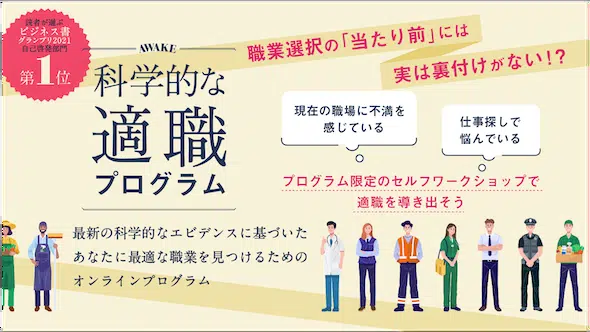 読者が選ぶ
ビジネス書
グランプリ2021
自己啓発部門
第1位
AWAKE
科学的な
適職
プログラム
職業選択の「当たり前」には
実は裏付けがない!?
現在の職場に不満を
感じている
仕事探しで
悩んでいる
プログラム限定のセルフワークショップで
適職を導き出そう
最新の科学的なエビデンスに基づいた
あなたに最適な職業を見つけるための
オンラインプログラム